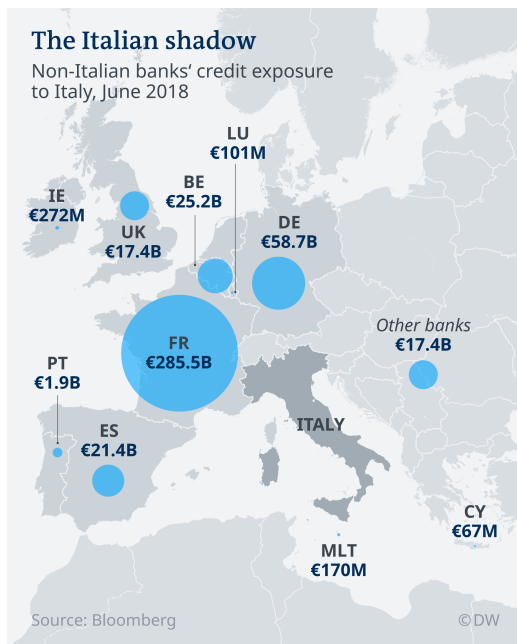 The Italian shadow
Non-Italian banks‘ credit exposure
to Italy, June 2018
LU
€101M
BE
€25.2B
IE
€272M
UK
€17.4B
DE
€58.7B
Other banks
€17.4B
FR
€285.5B
PT
€1.9B
ES
€21.4B
ITALY
CY
€67M
MLT
€170M
Source: Bloomberg
©DW